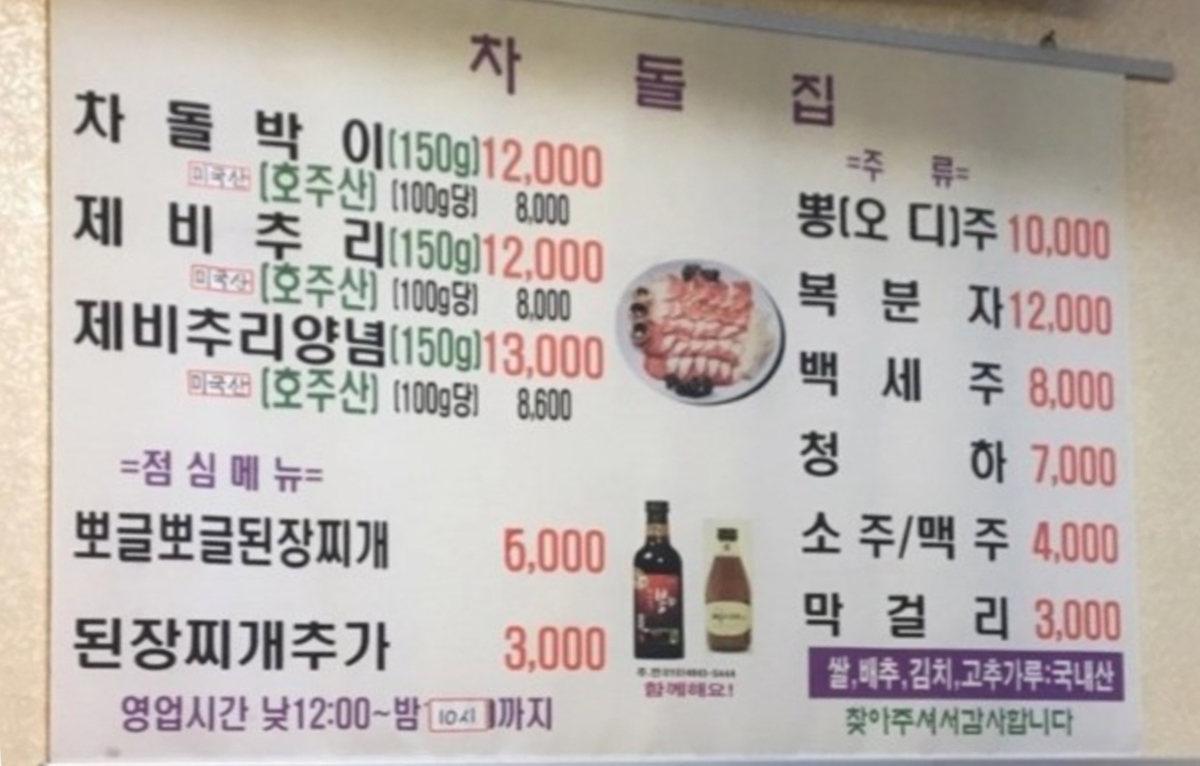 차돌집
차돌박이(150g)12,000
미국산 (호주산) (100g당) 8,000
제비추리(150g)12,000
미국산 (호주산) (100g당) 8,000
제비추리양념(150g)13,000
미국산 (호주산) (100g당) 8,600
=점심메뉴=
뽀글뽀글된장찌개 5,000
된장찌개추가 3,000
영업시간 낮12:00~밤 10시 까지
함께해요!
=주 류=
뽕(오디)주 10,000
복분자 12,000
백세주 8,000
청하 7,000
소주/맥주 4,000
막걸리 3,000
쌀,배추,김치,고추가루:국내산
찾아주셔서감사합니다